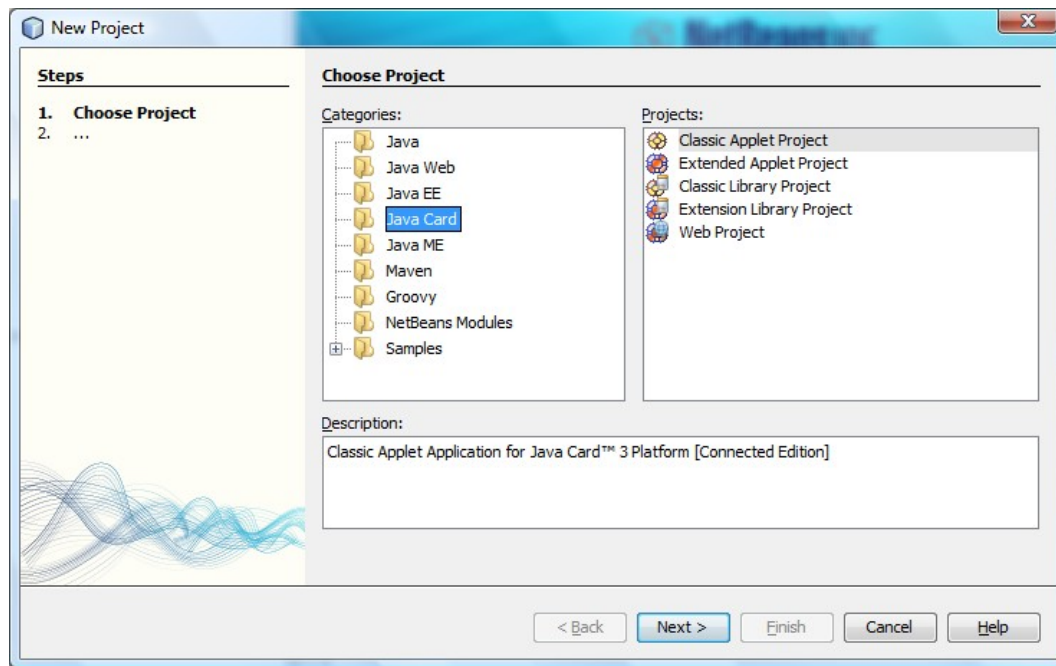 New Project
Steps
1. Choose Project
2. ...
Choose Project
Categories:
Java
Java Web
Java EE
Java Card
Java ME
Maven
Groovy
NetBeans Modules
Samples
Projects:
Classic Applet Project
Extended Applet Project
Classic Library Project
Extension Library Project
Web Project
Description:
Classic Applet Application for Java Card™ 3 Platform [Connected Edition]
< Back
Next >
Finish
Cancel
Help